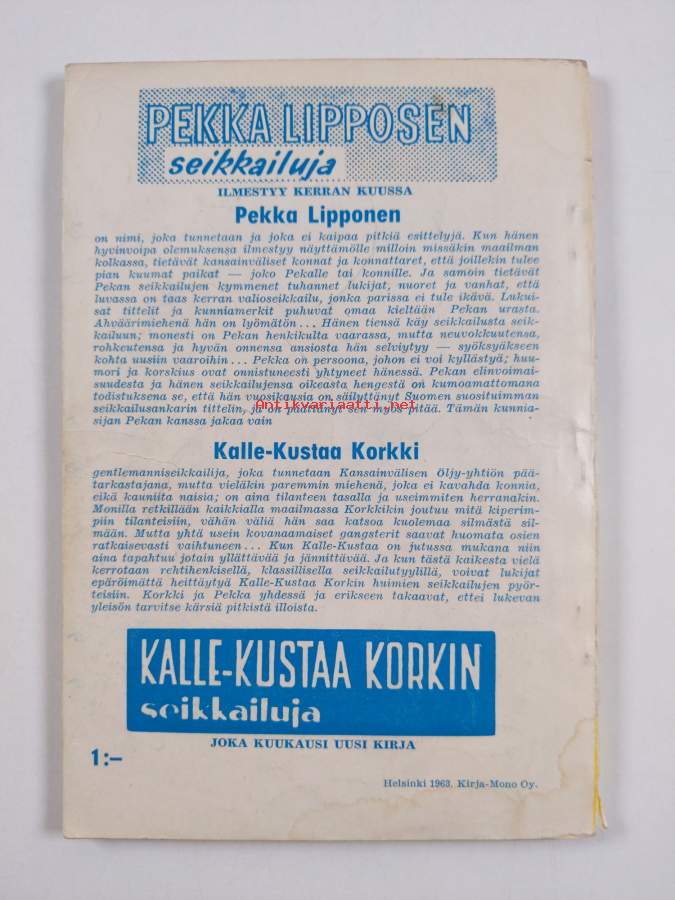 PEKKA LIPPOSEN
seikkailuja
ILMESTYY KERRAN KUUSSA
Pekka Lipponen
on nimi, joka tunnetaan ja joka ei kaipaa pitkiä esittelyjä. Kun hänen
hyvinvoipa olemuksensa ilmestyy näyttämölle milloin missäkin maailman
kolkassa, tietävät kansainväliset konnat ja konnattaret, että joillekin tulee
pian kuumat paikat — joko Pekalle tai konnille. Ja samoin tietävät
Pekan seikkailujen kymmenet tuhannet lukijat, nuoret ja vanhat, että
luvassa on taas kerran valioseikkailu, jonka parissa ei tule ikävä. Lukui-
sat tittelit ja kunniamerkit puhuvat omaa kieltään Pekan urasta.
Ahväärimiehenä hän on lyömätön... Hänen tiensä käy seikkailusta seik-
kailuun; monesti on Pekan henkikulta vaarassa, mutta neuvokkuutensa,
rohkeutensa ja hyvän onnensa ansiosta hän selviytyy — syöksyäkseen
kohta uusiin vaaroihin... Pekka on persoona, johon ei voi kyllästyä; huu-
mori ja korskius ovat onnistuneesti yhtyneet hänessä. Pekan elinvoimai-
suudesta ja hänen seikkailujensa oikeasta hengestä on kumoamattomana
todistuksena se, että hän vuosikausia on säilyttänyt Suomen suosituimman
seikkailusankarin tittelin, ja on päättänyt sen myös pitää. Tämän kunnia-
sijan Pekan kanssa jakaa vain
Antikvariaatti.net
Kalle-Kustaa Korkki
gentlemanniseikkailija, joka tunnetaan Kansainvälisen Öljy-yhtiön pää-
tarkastajana, mutta vieläkin paremmin miehenä, joka ei kavahda konnia,
eikä kauniita naisia; on aina tilanteen tasalla ja useimmiten herranakin.
Monilla retkillään kaikkialla maailmassa Korkkikin joutuu mitä kiperim-
piin tilanteisiin, vähän väliä hän saa katsoa kuolemaa silmästä sil-
mään. Mutta yhtä usein kovanaamaiset gangsterit saavat huomata osien
ratkaisevasti vaihtuneen... Kun Kalle-Kustaa on jutussa mukana niin
aina tapahtuu jotain yllättävää ja jännittävää. Ja kun tästä kaikesta vielä
kerrotaan rehtihenkisellä, klassillisella seikkailutyylillä, voivat lukijat
epäröimättä heittäytyä Kalle-Kustaa Korkin huimien seikkailujen pyör-
teisiin. Korkki ja Pekka yhdessä ja erikseen takaavat, ettei lukevan
yleisön tarvitse kärsiä pitkistä illoista.
KALLE-KUSTAA KORKIN
seikkailuja
JOKA KUUKAUSI UUSI KIRJA
1:–
Helsinki 1963. Kirja-Mono Oy.